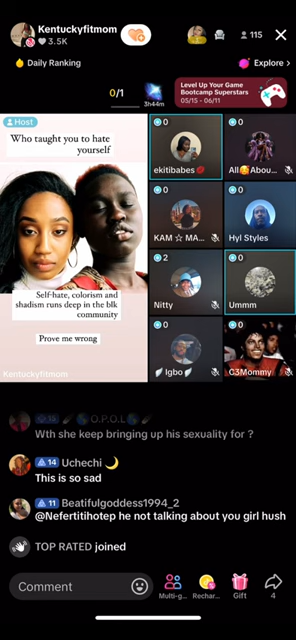 Kentuckyfitmom
3.5K
115
Daily Ranking
Explore >
0/1
3h44m
Level Up Your Game
Bootcamp Superstars
05/15 - 06/11
Host
Who taught you to hate
yourself
Self-hate, colorism and
shadism runs deep in the blk
community
Prove me wrong
Kentuckyfitmom
0
ekitibabes
0
All🥰Abou...
0
KAM ☆ MA...
0
Hyl Styles
2
Nitty
0
Ummm
0
Igbo
0
C3Mommy
O.P.O.L
Wth she keep bringing up his sexuality for ?
14 Uchechi 🌙
This is so sad
11 Beatifulgoddess1994_2
@Nefertitihotep he not talking about you girl hush
TOP RATED joined
Comment
Multi-g...
Rechar...
Gift
4